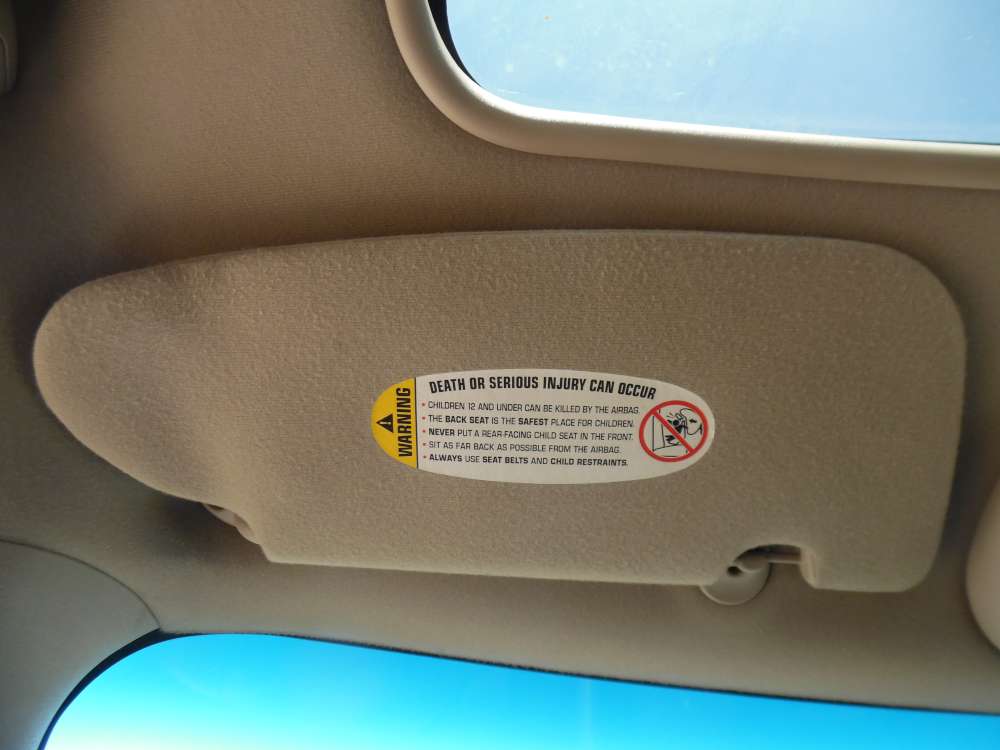 WARNING
DEATH OR SERIOUS INJURY CAN OCCUR
• CHILDREN 12 AND UNDER CAN BE KILLED BY THE AIRBAG.
• THE BACK SEAT IS THE SAFEST PLACE FOR CHILDREN.
• NEVER PUT A REAR-FACING CHILD SEAT IN THE FRONT.
• SIT AS FAR BACK AS POSSIBLE FROM THE AIRBAG.
• ALWAYS USE SEAT BELTS AND CHILD RESTRAINTS.